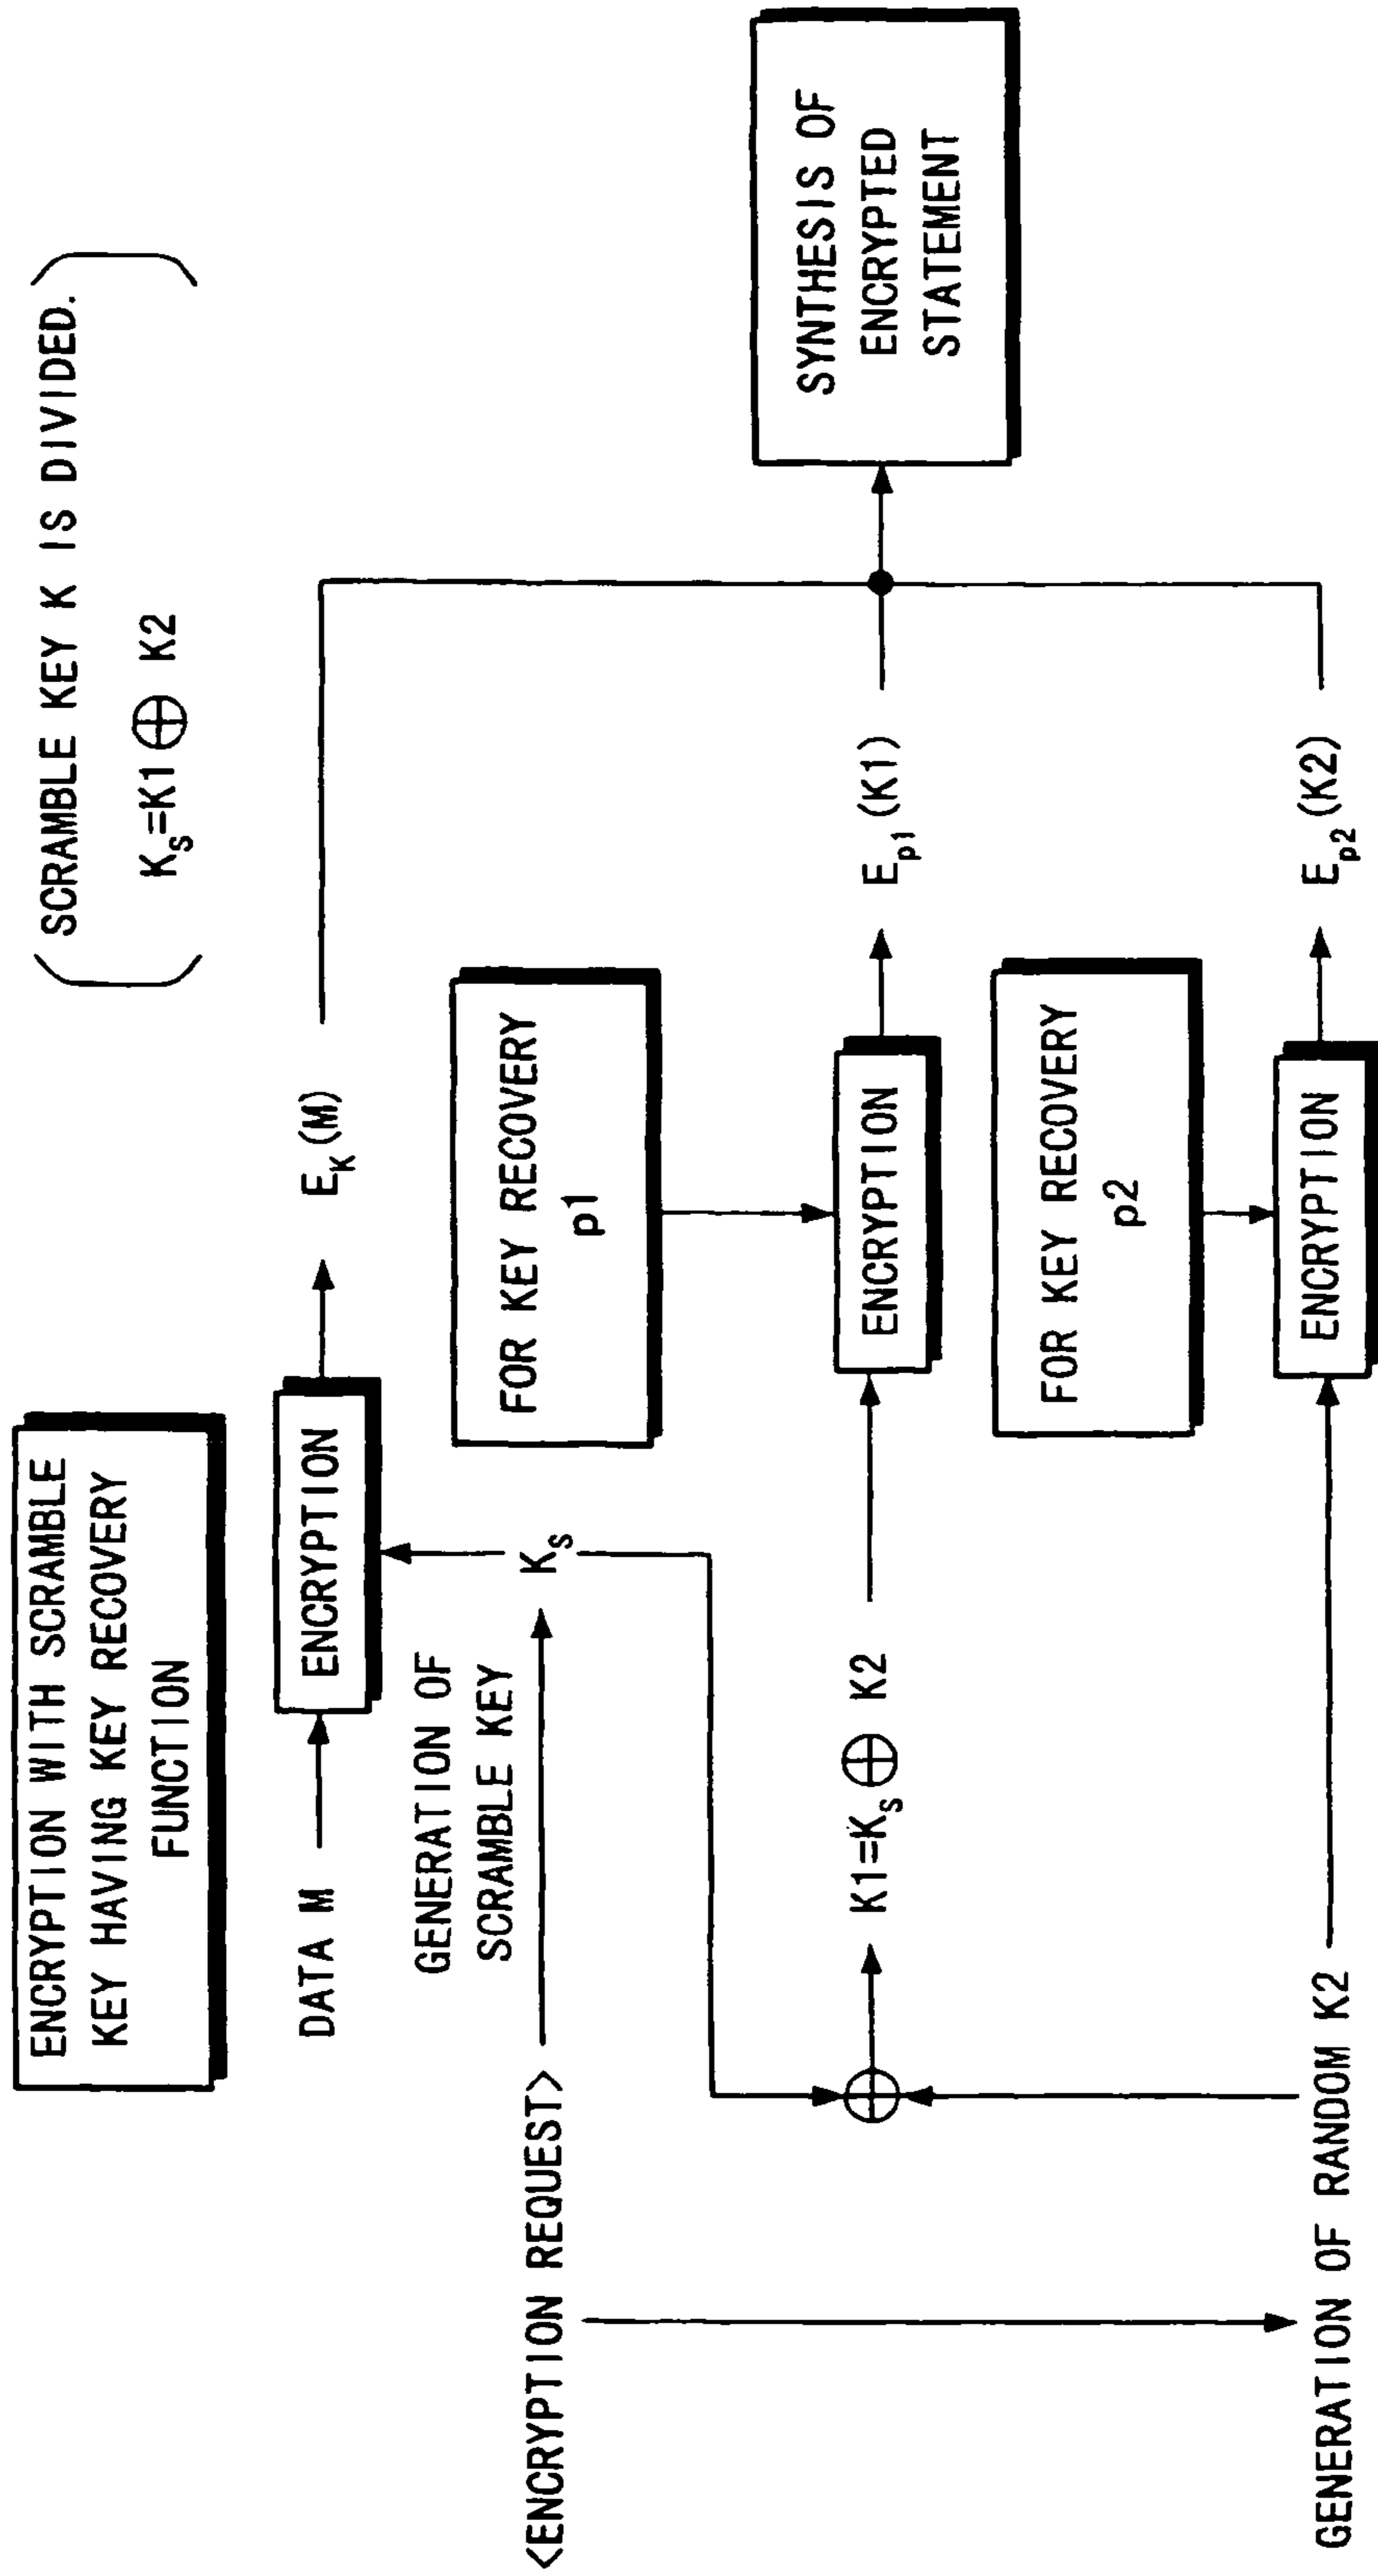 ENCRYPTION WITH SCRAMBLE
KEY HAVING KEY RECOVERY
FUNCTION
SCRAMBLE KEY K IS DIVIDED.
Ks=K1⊕K2
DATA M
ENCRYPTION
EK(M)
GENERATION OF
SCRAMBLE KEY
<ENCRYPTION REQUEST>
Ks
FOR KEY RECOVERY
p1
K1=Ks⊕K2
ENCRYPTION
Ep1(K1)
SYNTHESIS OF
ENCRYPTED
STATEMENT
FOR KEY RECOVERY
p2
GENERATION OF RANDOM K2
ENCRYPTION
Ep2(K2)